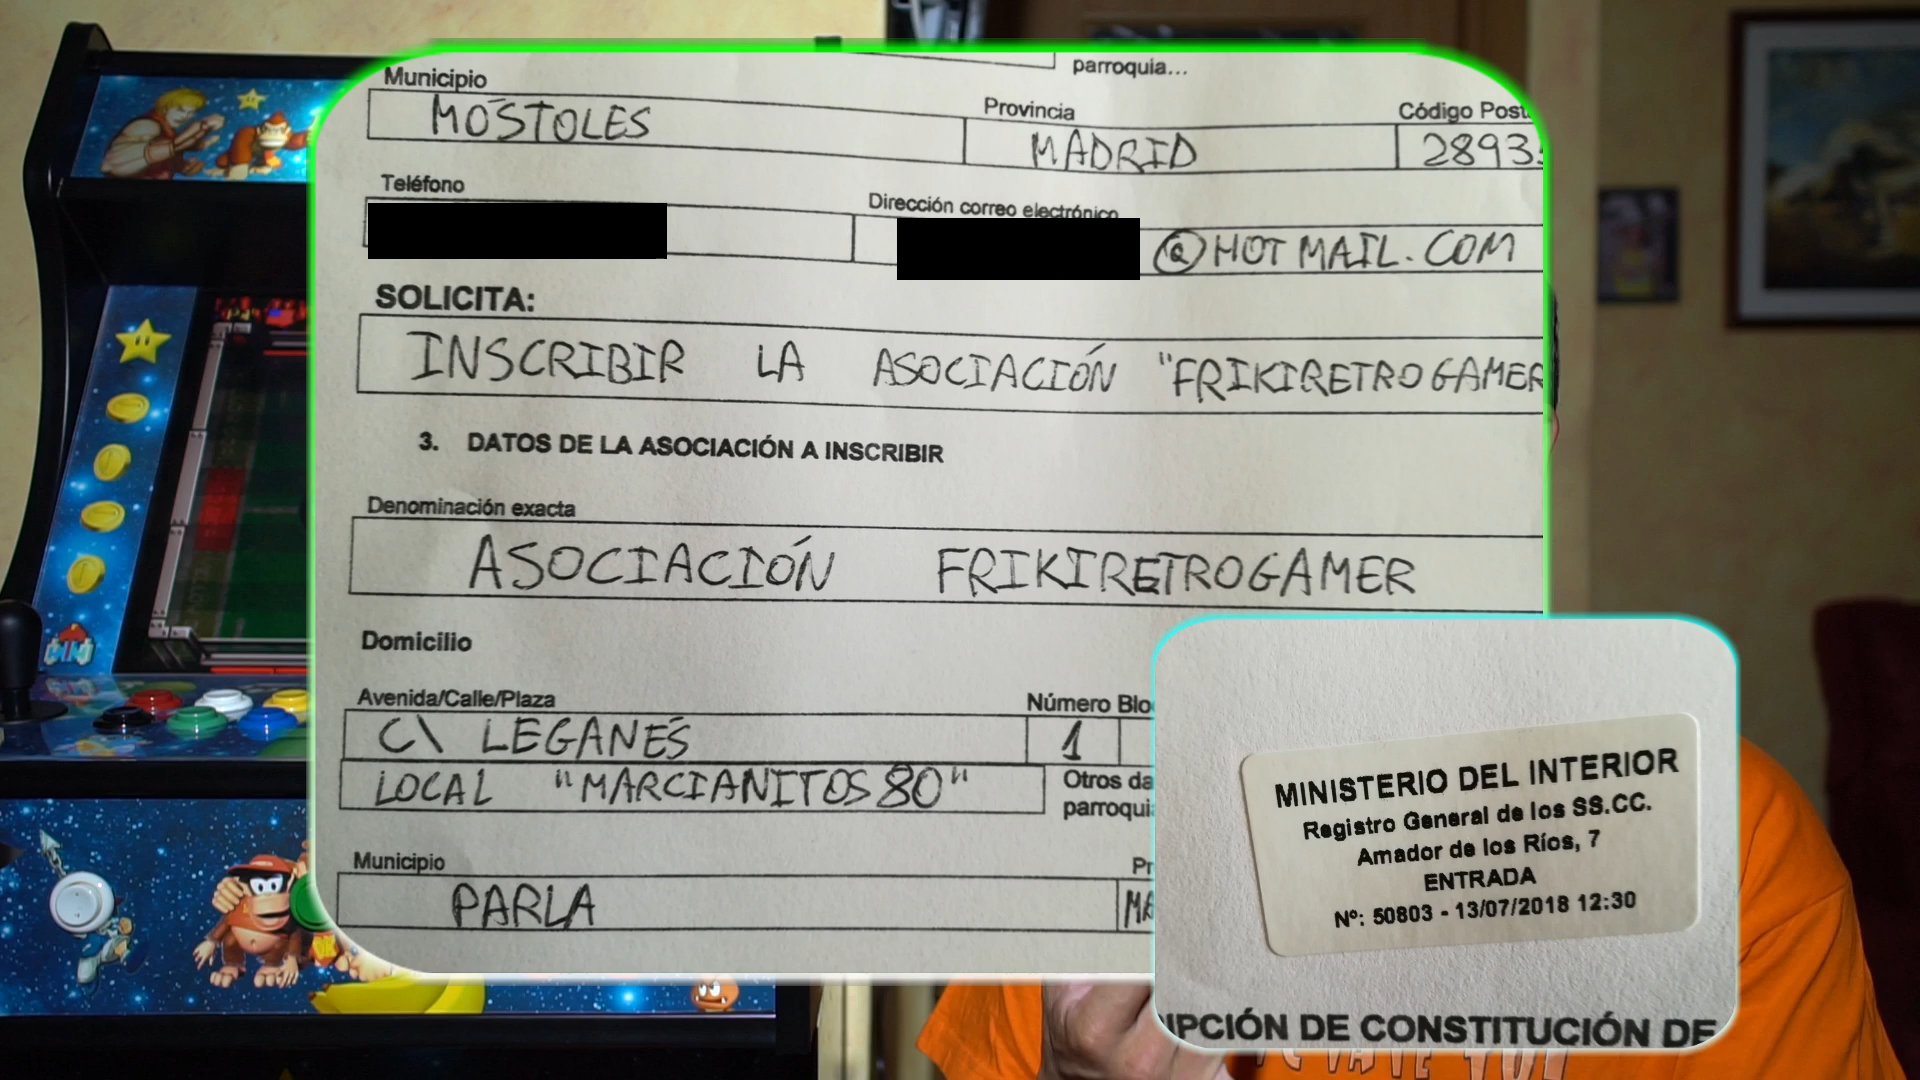 parroquia...
Municipio
MÓSTOLES
Provincia
MADRID
Código
2893
Teléfono
Dirección correo electrónico
@HOTMAIL.COM
SOLICITA:
INSCRIBIR LA ASOCIACIÓN "FRIKIRETROGAMER
3. DATOS DE LA ASOCIACIÓN A INSCRIBIR
Denominación exacta
ASOCIACIÓN FRIKIRETROGAMER
Domicilio
Avenida/Calle/Plaza
Número
C\ LEGANÉS
1
LOCAL "MARCIANITOS 80"
Otros
Municipio
PARLA
MINISTERIO DEL INTERIOR
Registro General de los SS.CC.
Amador de los Ríos, 7
ENTRADA
Nº: 50803 - 13/07/2018 12:30
IPCIÓN DE CONSTITUCIÓN DE